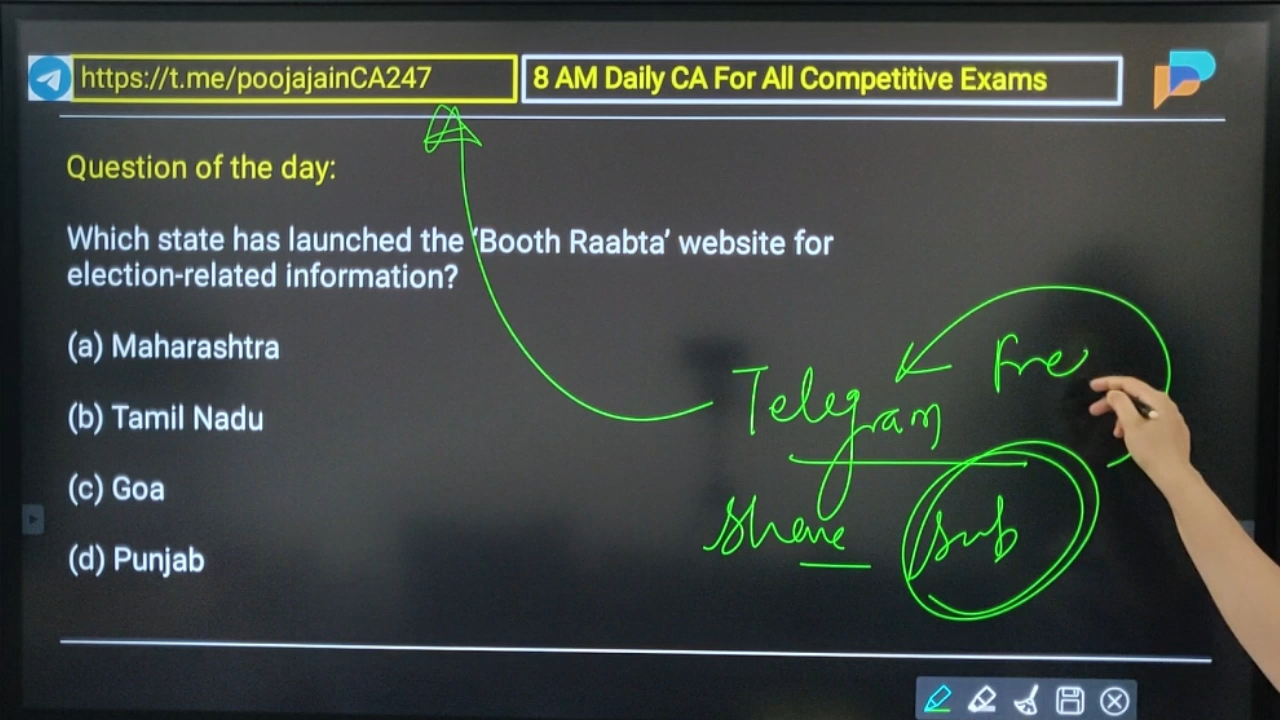 https://t.me/poojajainCA247
8 AM Daily CA For All Competitive Exams
Question of the day:
Which state has launched the ‘Booth Raabta’ website for
election-related information?
(a) Maharashtra
(b) Tamil Nadu
(c) Goa
(d) Punjab
Free
Telegram
Share
Sub